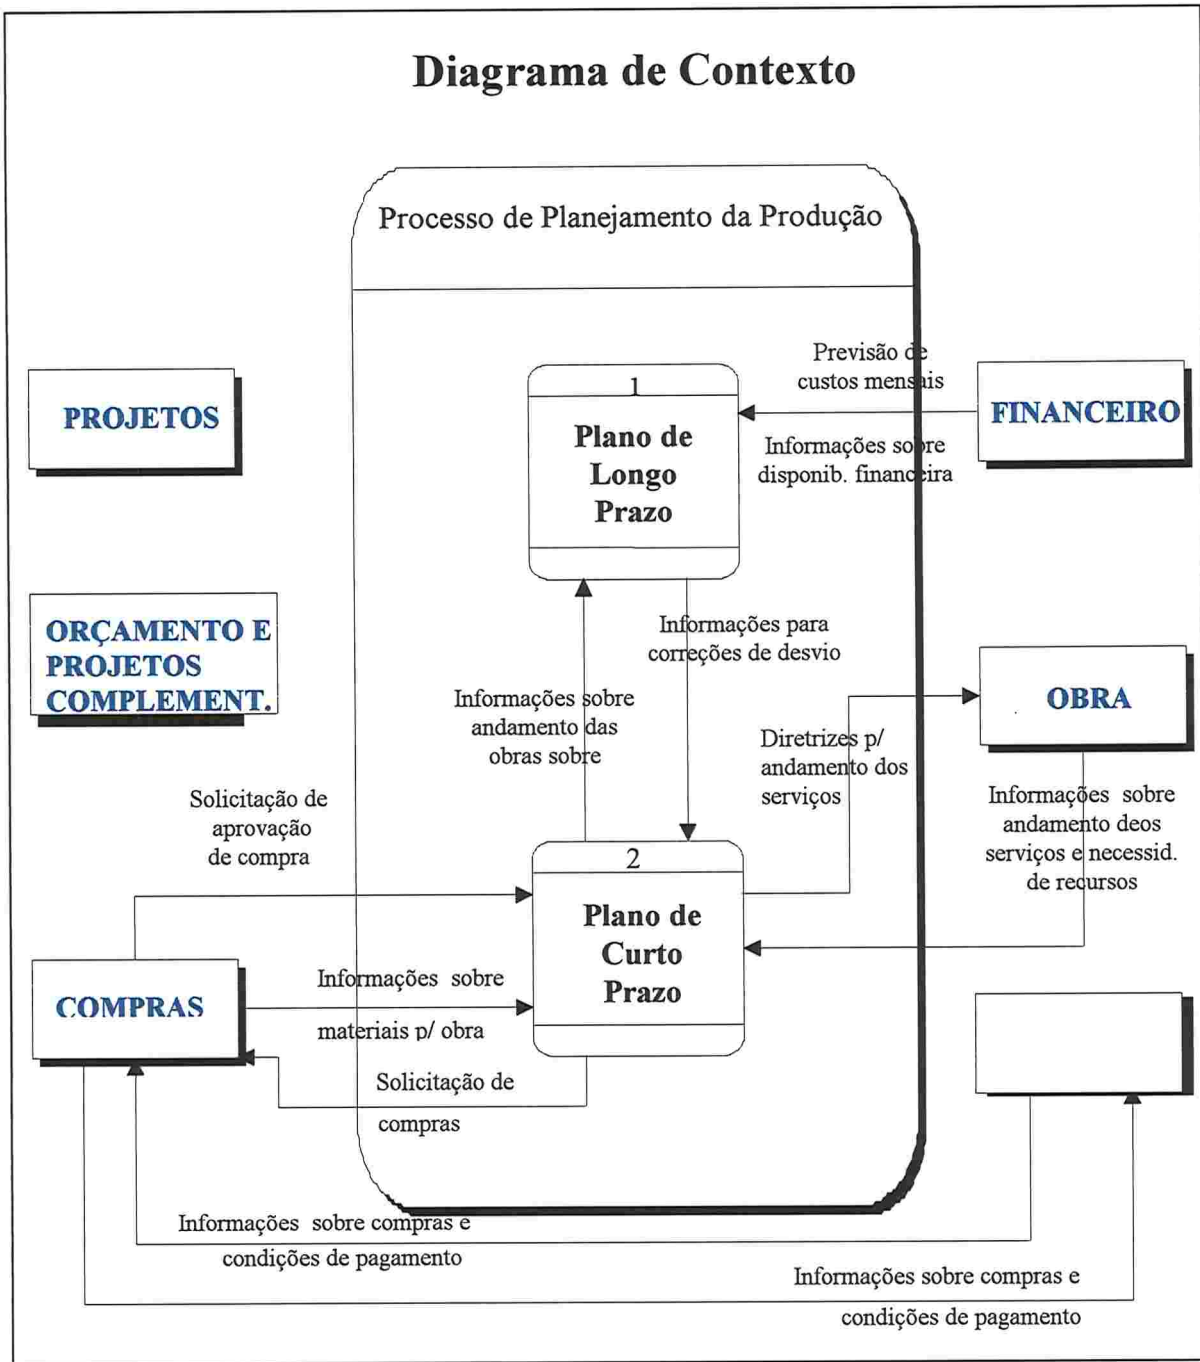 Diagrama de Contexto
Processo de Planejamento da Produção
PROJETOS
1
Plano de
Longo
Prazo
Previsão de
custos mensais
Informações sobre
disponib. financeira
FINANCEIRO
ORÇAMENTO E
PROJETOS
COMPLEMENT.
Informações para
correções de desvio
Informações sobre
andamento das
obras sobre
Diretrizes p/
andamento dos
serviços
OBRA
Informações sobre
andamento deos
serviços e necessid.
de recursos
Solicitação de
aprovação
de compra
2
Plano de
Curto
Prazo
COMPRAS
Informações sobre
materiais p/ obra
Solicitação de
compras
Informações sobre compras e
condições de pagamento
Informações sobre compras e
condições de pagamento